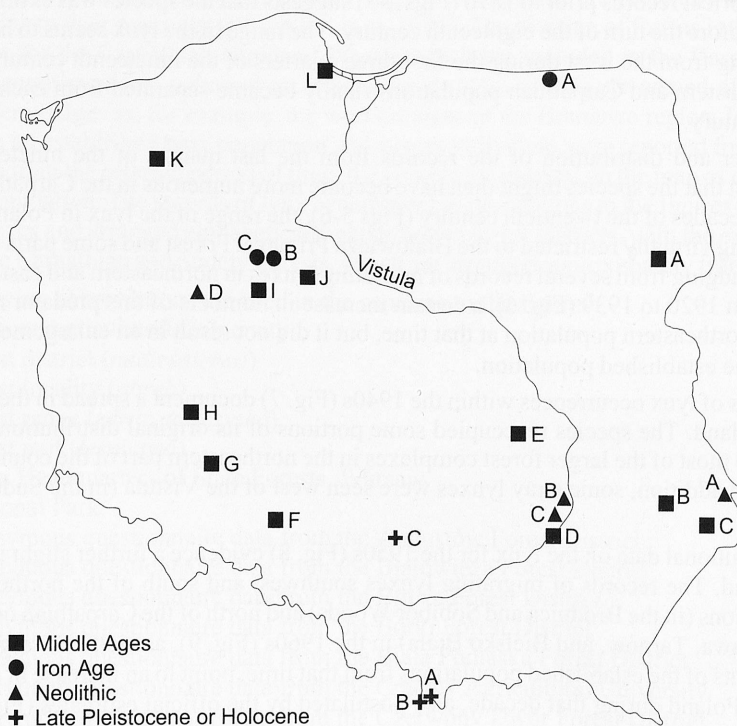 L
A
K
C B
A
Vistula
D
I
J
H
E
G
A
B
B
F
C
C
D
C
Middle Ages
Iron Age
Neolithic
A
B
Late Pleistocene or Holocene